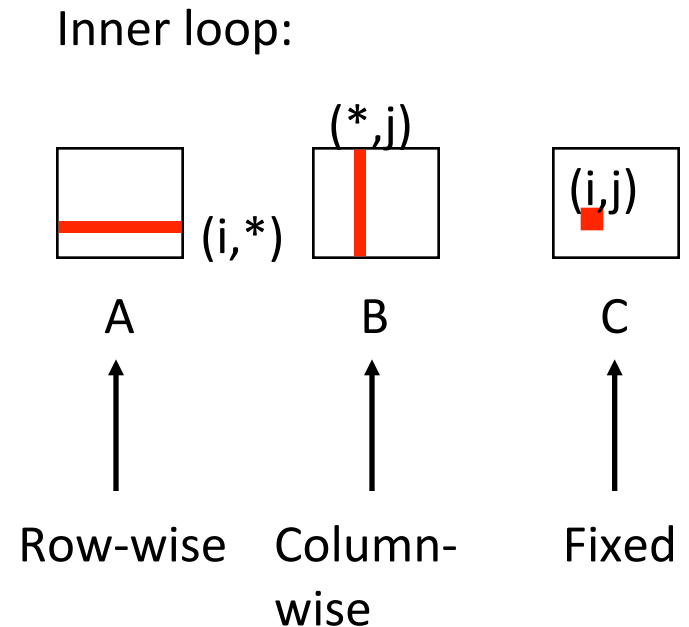 Inner loop:
(*,j)
(i,*)
(i,j)
A B C
Row-wise Column-
wise
Fixed